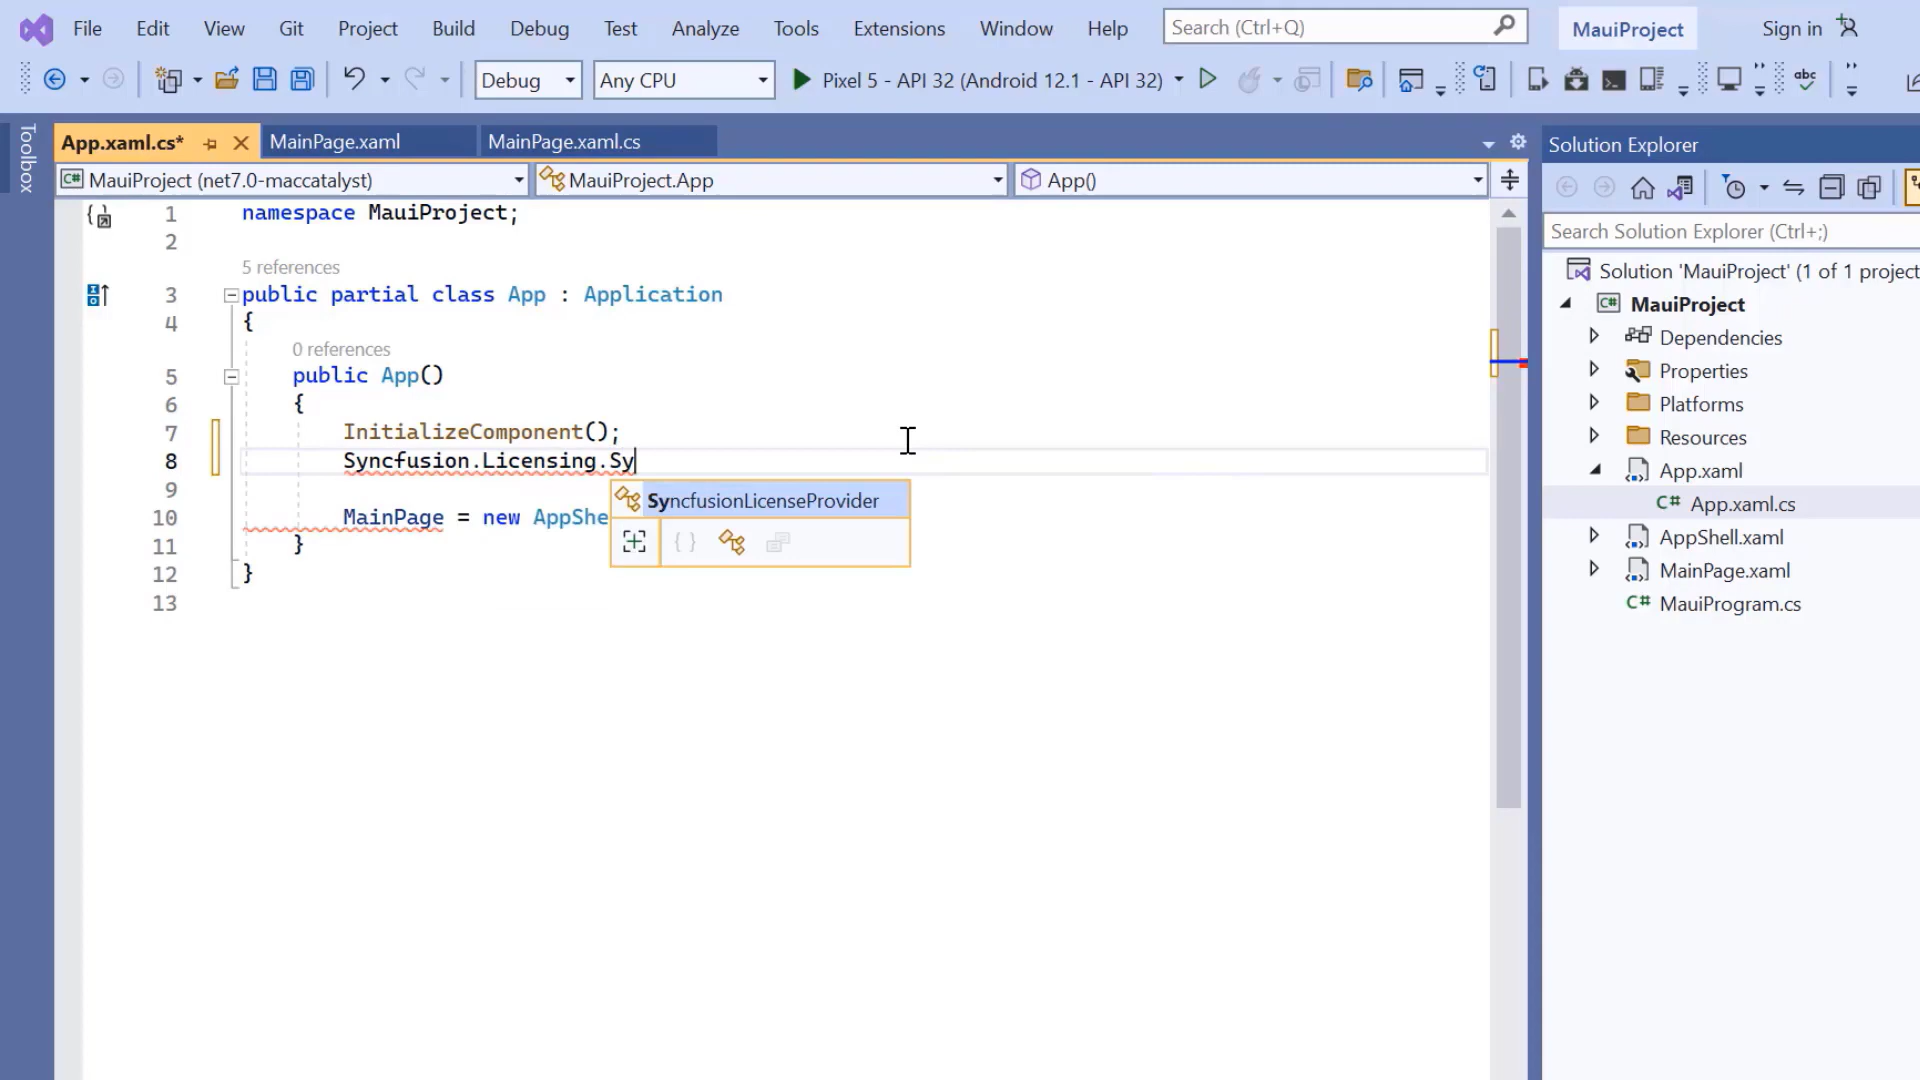 File Edit View Git Project Build Debug Test Analyze Tools Extensions Window Help Search (Ctrl+Q) MauiProject Sign in
Debug Any CPU Pixel 5 - API 32 (Android 12.1 - API 32) abc
Toolbox
App.xaml.cs* MainPage.xaml MainPage.xaml.cs
C# MauiProject (net7.0-maccatalyst) MauiProject.App App()
1 namespace MauiProject;
2
5 references
3 public partial class App : Application
4 {
0 references
5 public App()
6 {
7 InitializeComponent();
8 Syncfusion.Licensing.Sy
9
SyncfusionLicenseProvider
10 MainPage = new AppShe
{ }
11 }
12 }
13
Solution Explorer
Search Solution Explorer (Ctrl+;)
Solution 'MauiProject' (1 of 1 project
C# MauiProject
Dependencies
Properties
Platforms
Resources
App.xaml
C# App.xaml.cs
AppShell.xaml
MainPage.xaml
C# MauiProgram.cs